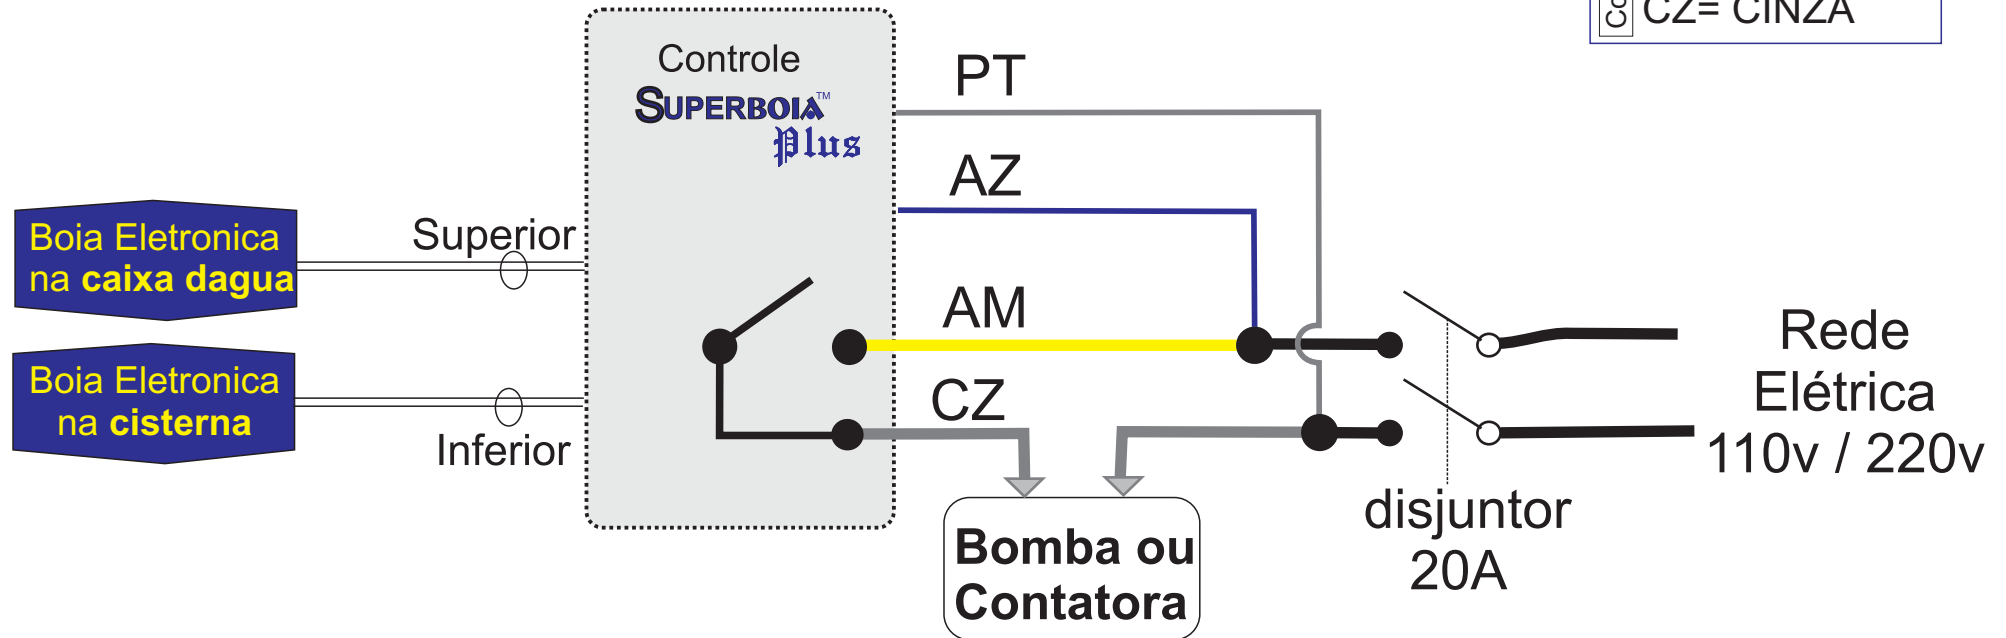 CZ= CINZA
Controle
SUPERBOIA™
Plus
PT
AZ
AM
CZ
Boia Eletronica
na caixa dagua
Superior
Boia Eletronica
na cisterna
Inferior
Bomba ou
Contatora
disjuntor
20A
Rede
Elétrica
110v / 220v